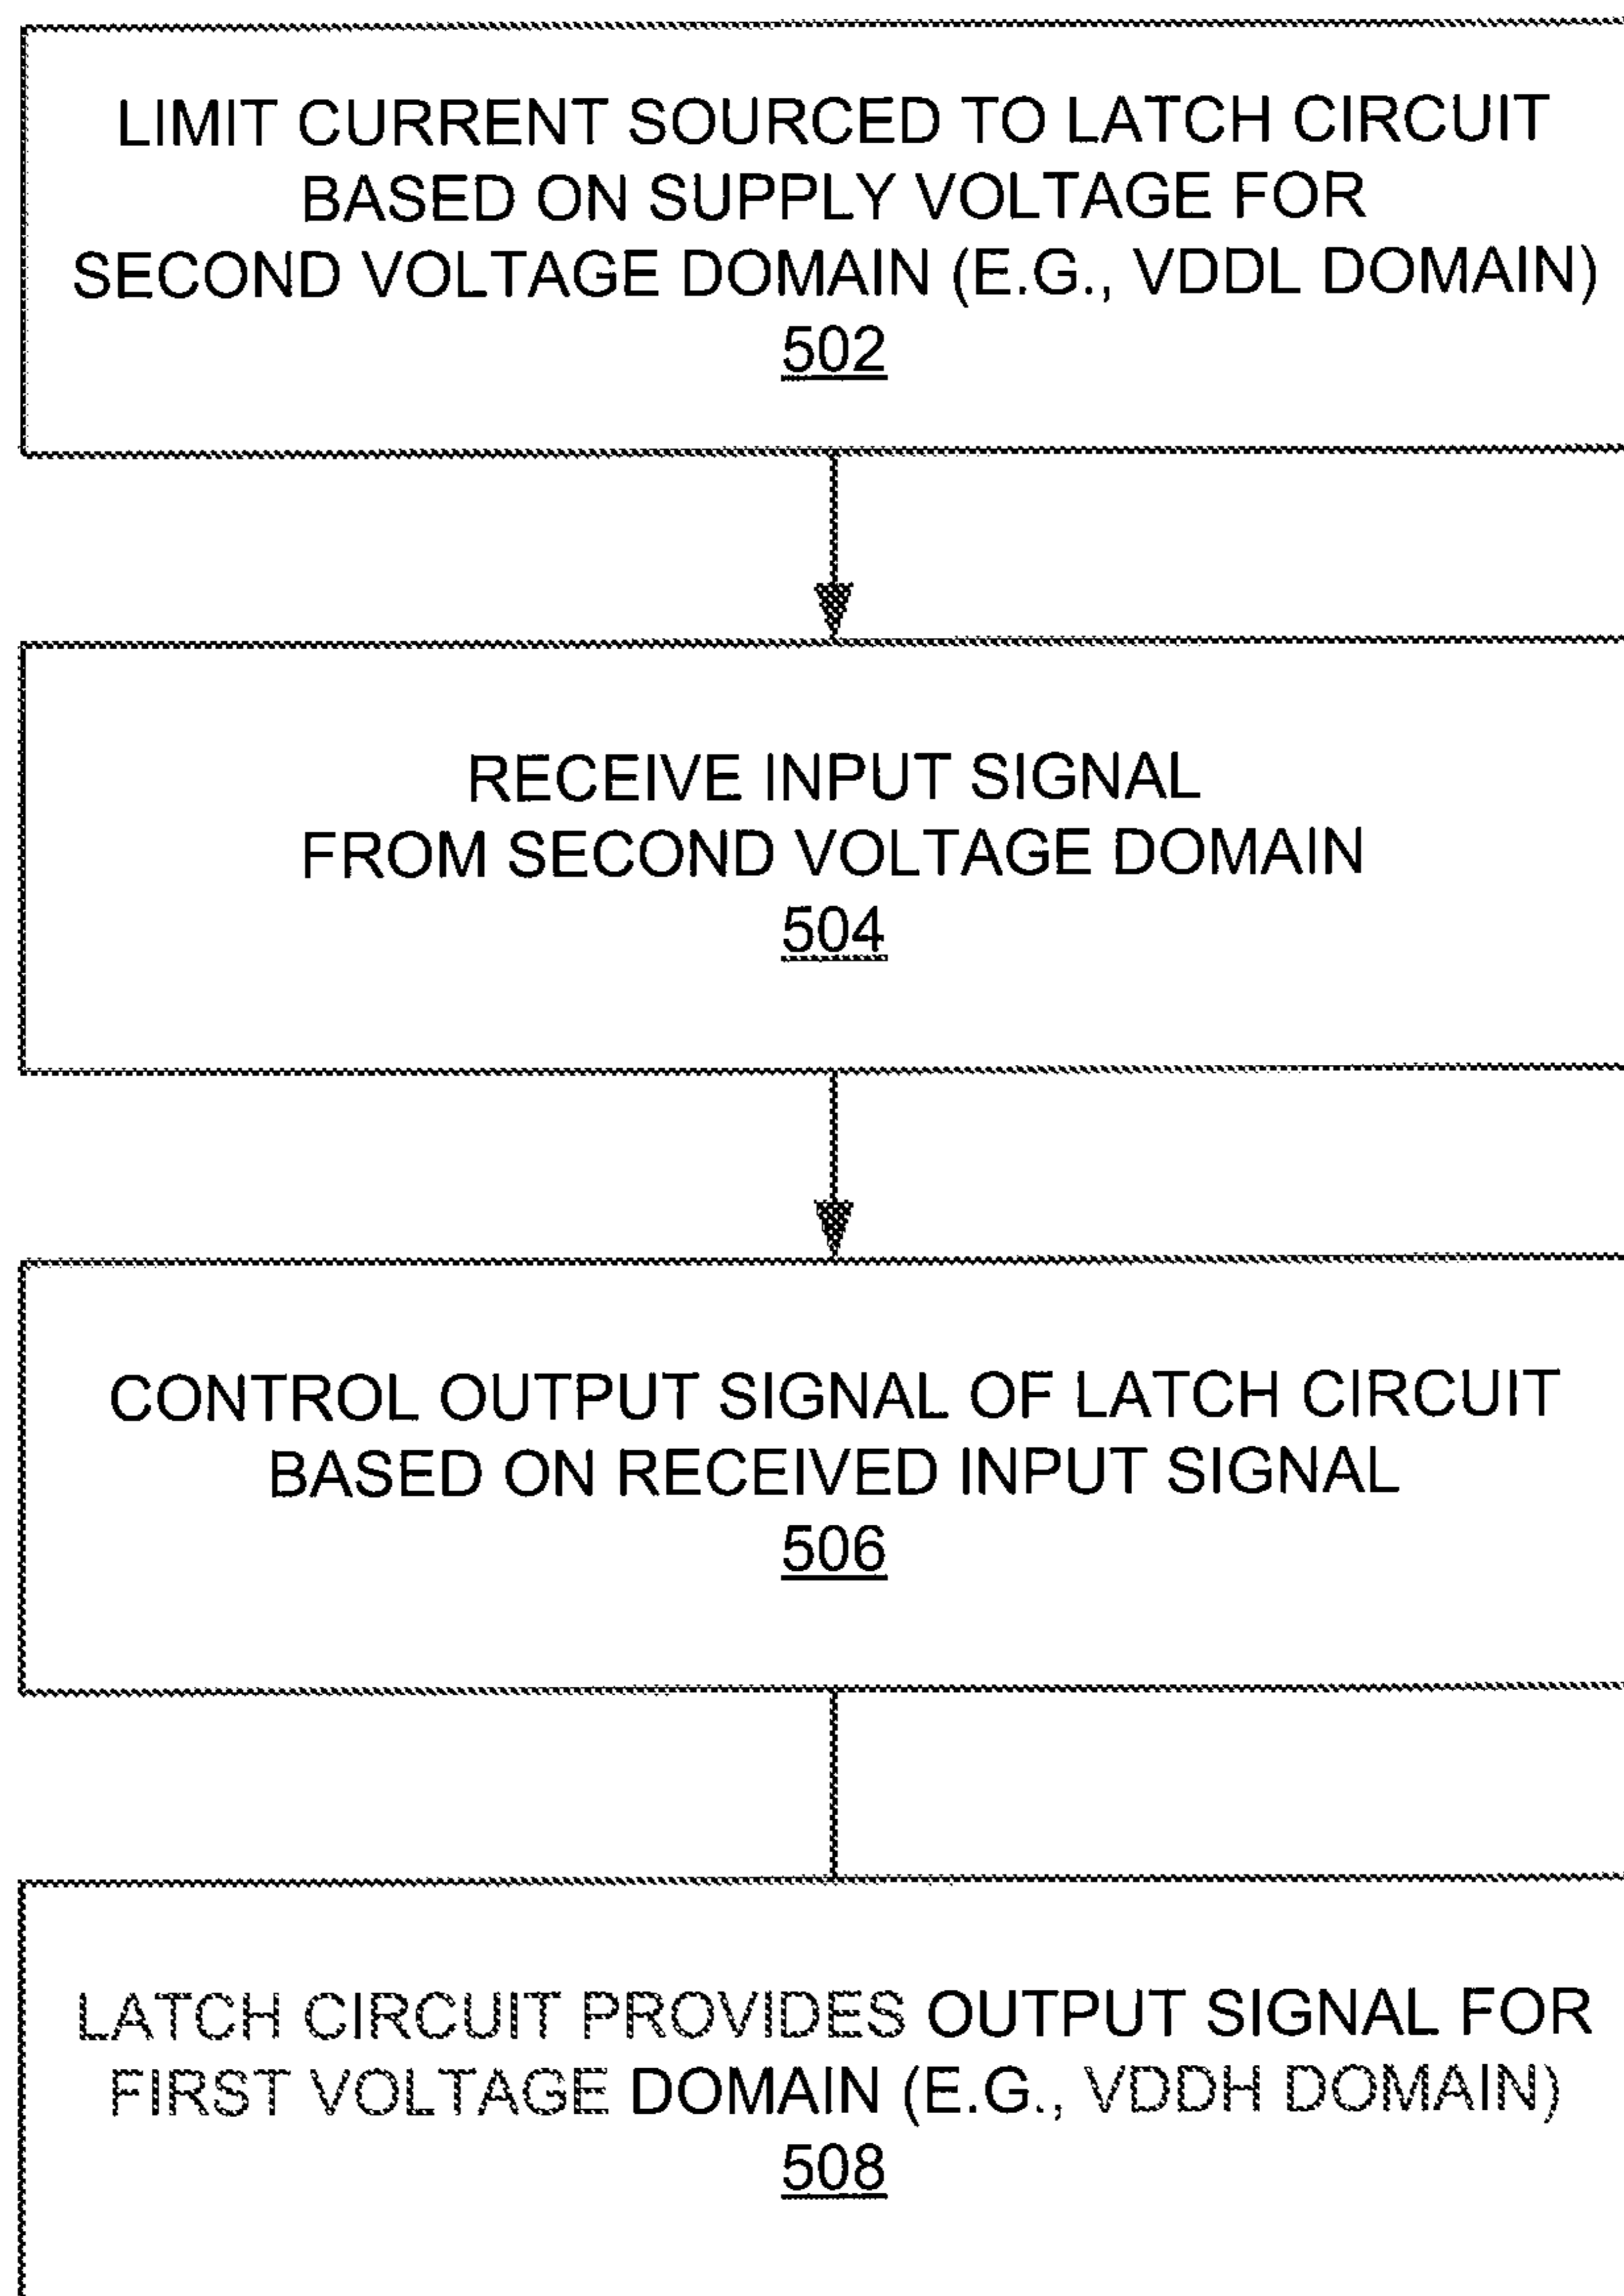 LIMIT CURRENT SOURCED TO LATCH CIRCUIT
BASED ON SUPPLY VOLTAGE FOR
SECOND VOLTAGE DOMAIN (E.G., VDDL DOMAIN)
502
RECEIVE INPUT SIGNAL
FROM SECOND VOLTAGE DOMAIN
504
CONTROL OUTPUT SIGNAL OF LATCH CIRCUIT
BASED ON RECEIVED INPUT SIGNAL
506
LATCH CIRCUIT PROVIDES OUTPUT SIGNAL FOR
FIRST VOLTAGE DOMAIN (E.G., VDDH DOMAIN)
508